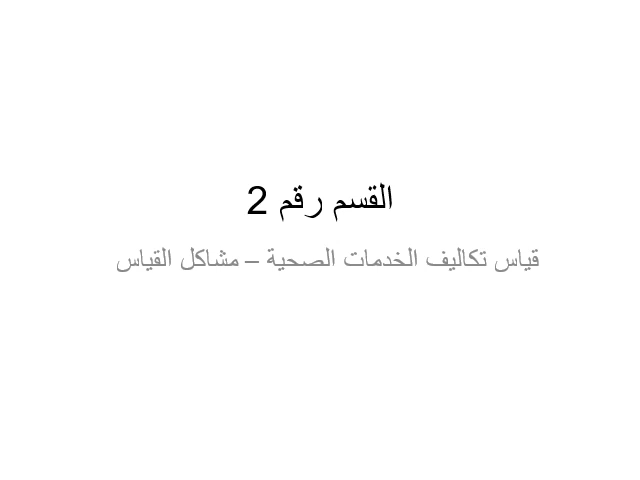 القسم رقم 2
قياس تكاليف الخدمات الصحية – مشاكل القياس